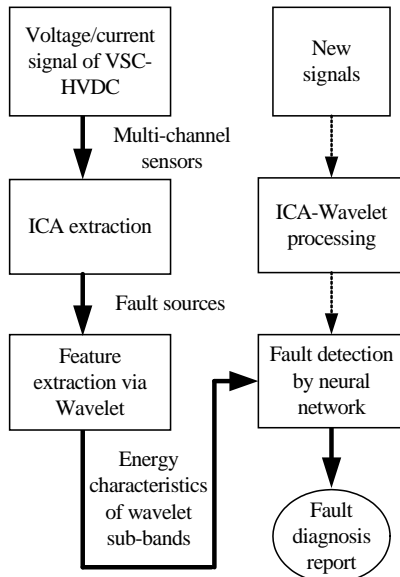 Voltage/current
signal of VSC-
HVDC
Multi-channel
sensors
ICA extraction
Fault sources
Feature
extraction via
Wavelet
Energy
characteristics
of wavelet
sub-bands
New
signals
ICA-Wavelet
processing
Fault detection
by neural
network
Fault
diagnosis
report